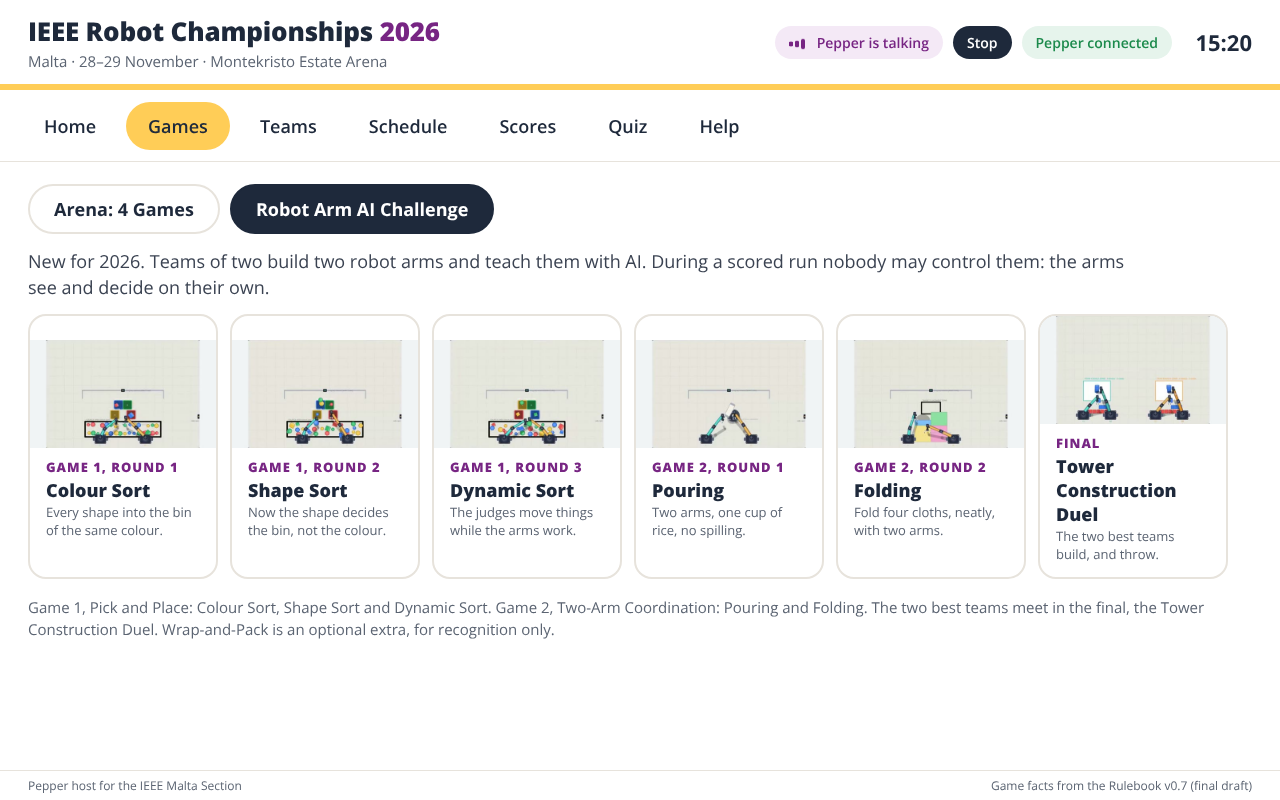 IEEE Robot Championships 2026
Malta · 28–29 November · Montekristo Estate Arena
Pepper is talking
Stop
Pepper connected
15:20
Home
Games
Teams
Schedule
Scores
Quiz
Help
Arena: 4 Games
Robot Arm AI Challenge
New for 2026. Teams of two build two robot arms and teach them with AI. During a scored run nobody may control them: the arms
see and decide on their own.
GAME 1, ROUND 1
Colour Sort
Every shape into the bin
of the same colour.
GAME 1, ROUND 2
Shape Sort
Now the shape decides
the bin, not the colour.
GAME 1, ROUND 3
Dynamic Sort
The judges move things
while the arms work.
GAME 2, ROUND 1
Pouring
Two arms, one cup of
rice, no spilling.
GAME 2, ROUND 2
Folding
Fold four cloths, neatly,
with two arms.
FINAL
Tower
Construction
Duel
The two best teams
build, and throw.
Game 1, Pick and Place: Colour Sort, Shape Sort and Dynamic Sort. Game 2, Two-Arm Coordination: Pouring and Folding. The two best teams meet in the final, the Tower
Construction Duel. Wrap-and-Pack is an optional extra, for recognition only.
Pepper host for the IEEE Malta Section
Game facts from the Rulebook v0.7 (final draft)